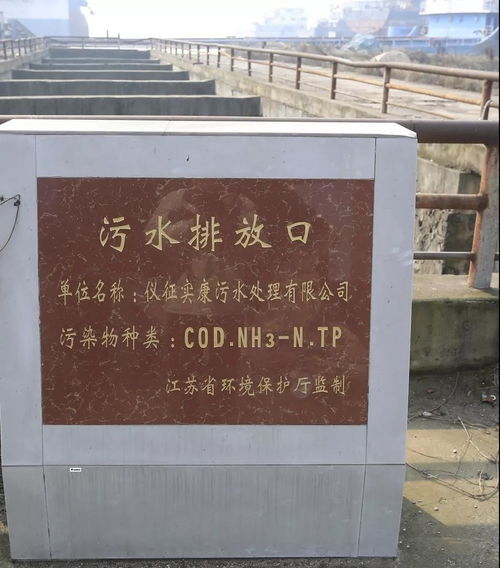 污水排放口
单位名称：仪征实康污水处理有限公司
污染物种类：COD.NH3-N.TP
江苏省环境保护厅监制